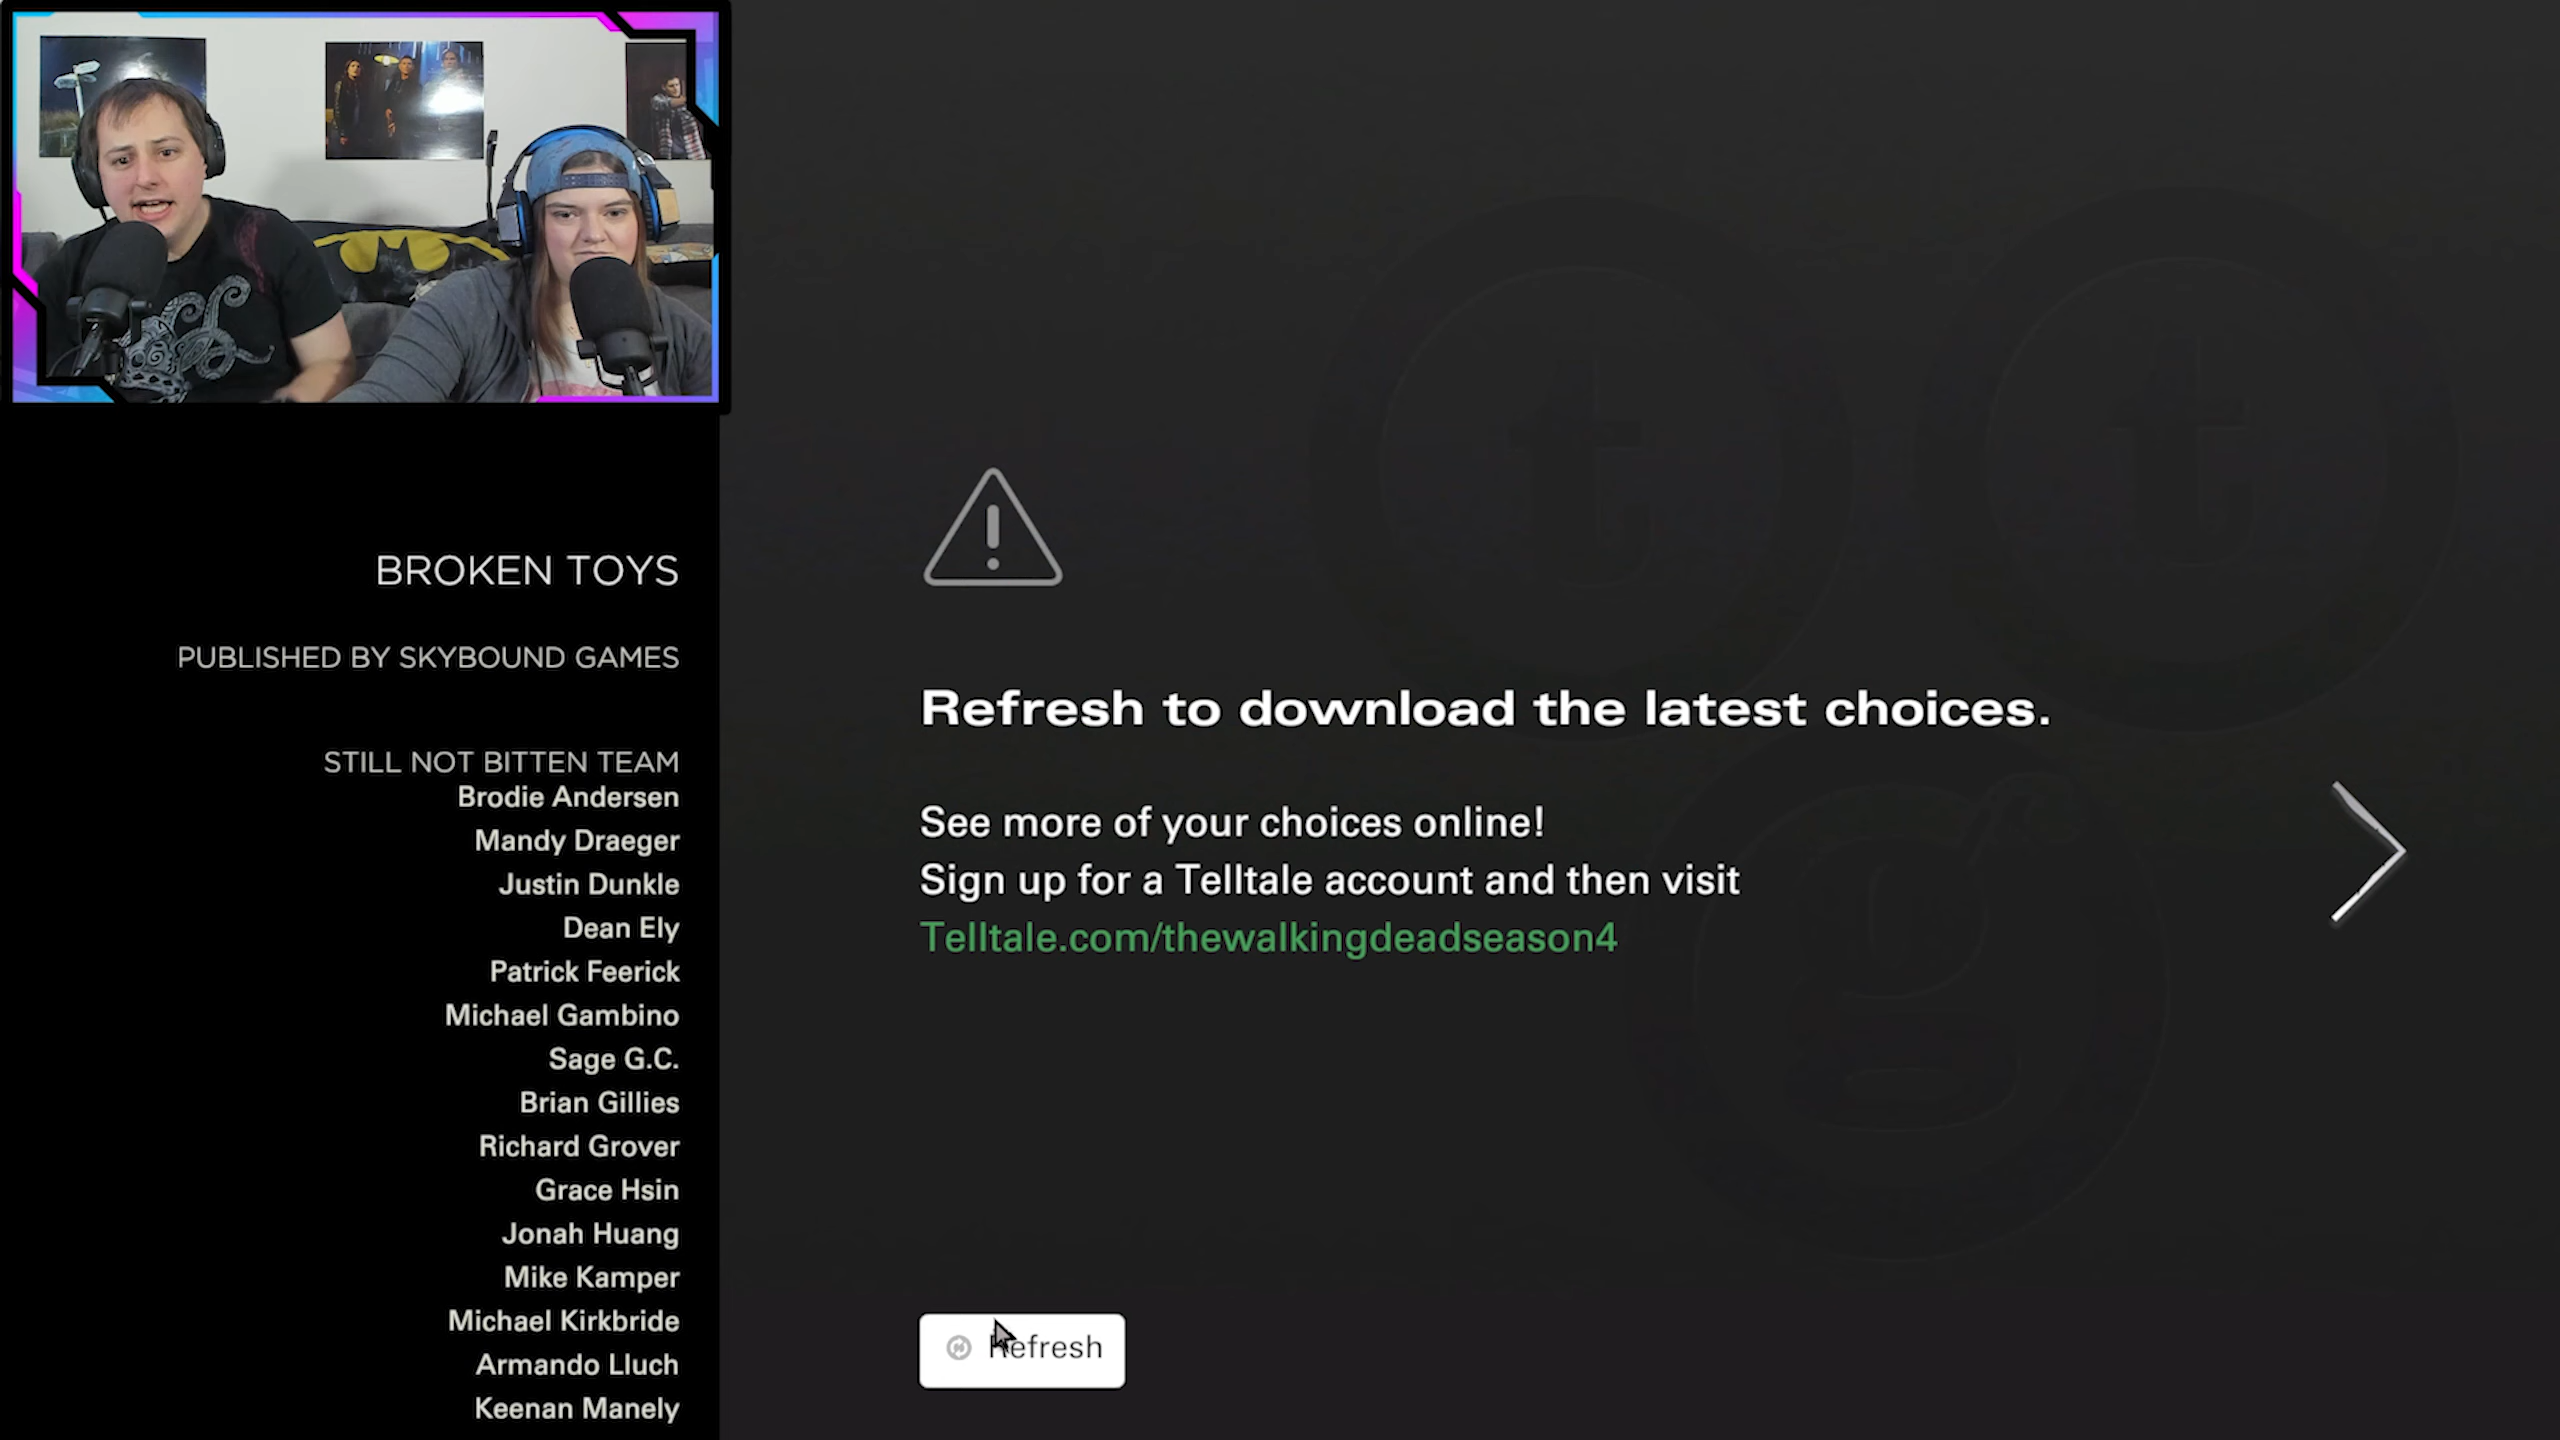 BROKEN TOYS
PUBLISHED BY SKYBOUND GAMES
STILL NOT BITTEN TEAM
Brodie Andersen
Mandy Draeger
Justin Dunkle
Dean Ely
Patrick Feerick
Michael Gambino
Sage G.C.
Brian Gillies
Richard Grover
Grace Hsin
Jonah Huang
Mike Kamper
Michael Kirkbride
Armando Lluch
Keenan Manely
Refresh to download the latest choices.
See more of your choices online!
Sign up for a Telltale account and then visit
Telltale.com/thewalkingdeadseason4
Refresh
t
t
g